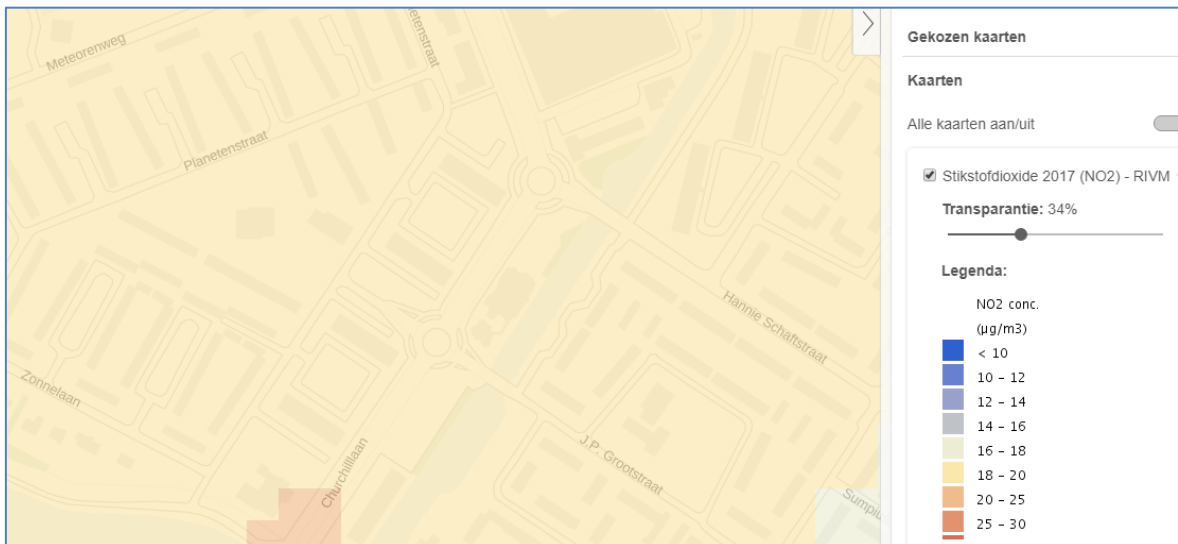 Meteorenweg
Planetenstraat
Hannie Schaftstraat
Zonnelaan
Churchilllaan
J.P. Grootstraat
Gekozen kaarten
Kaarten
Alle kaarten aan/uit
Stikstofdioxide 2017 (NO2) - RIVM
Transparantie: 34%
Legenda:
NO2 conc.
(µg/m3)
< 10
10 - 12
12 - 14
14 - 16
16 - 18
18 - 20
20 - 25
25 - 30